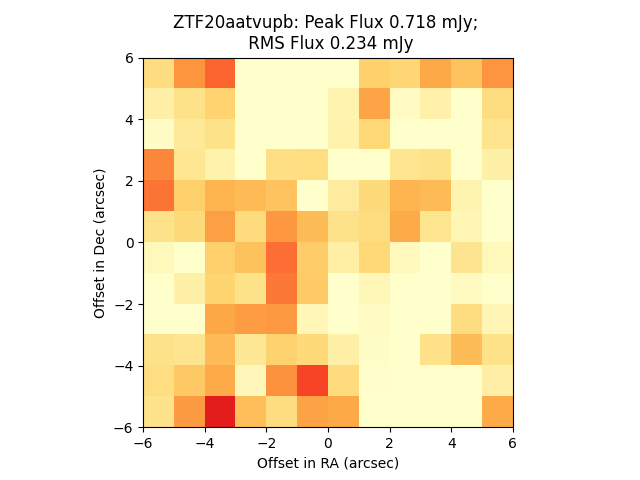 ZTF20aatvupb: Peak Flux 0.718 mJy;
RMS Flux 0.234 mJy
6
4
2
0
−2
−4
−6
Offset in Dec (arcsec)
−6 −4 −2 0 2 4 6
Offset in RA (arcsec)